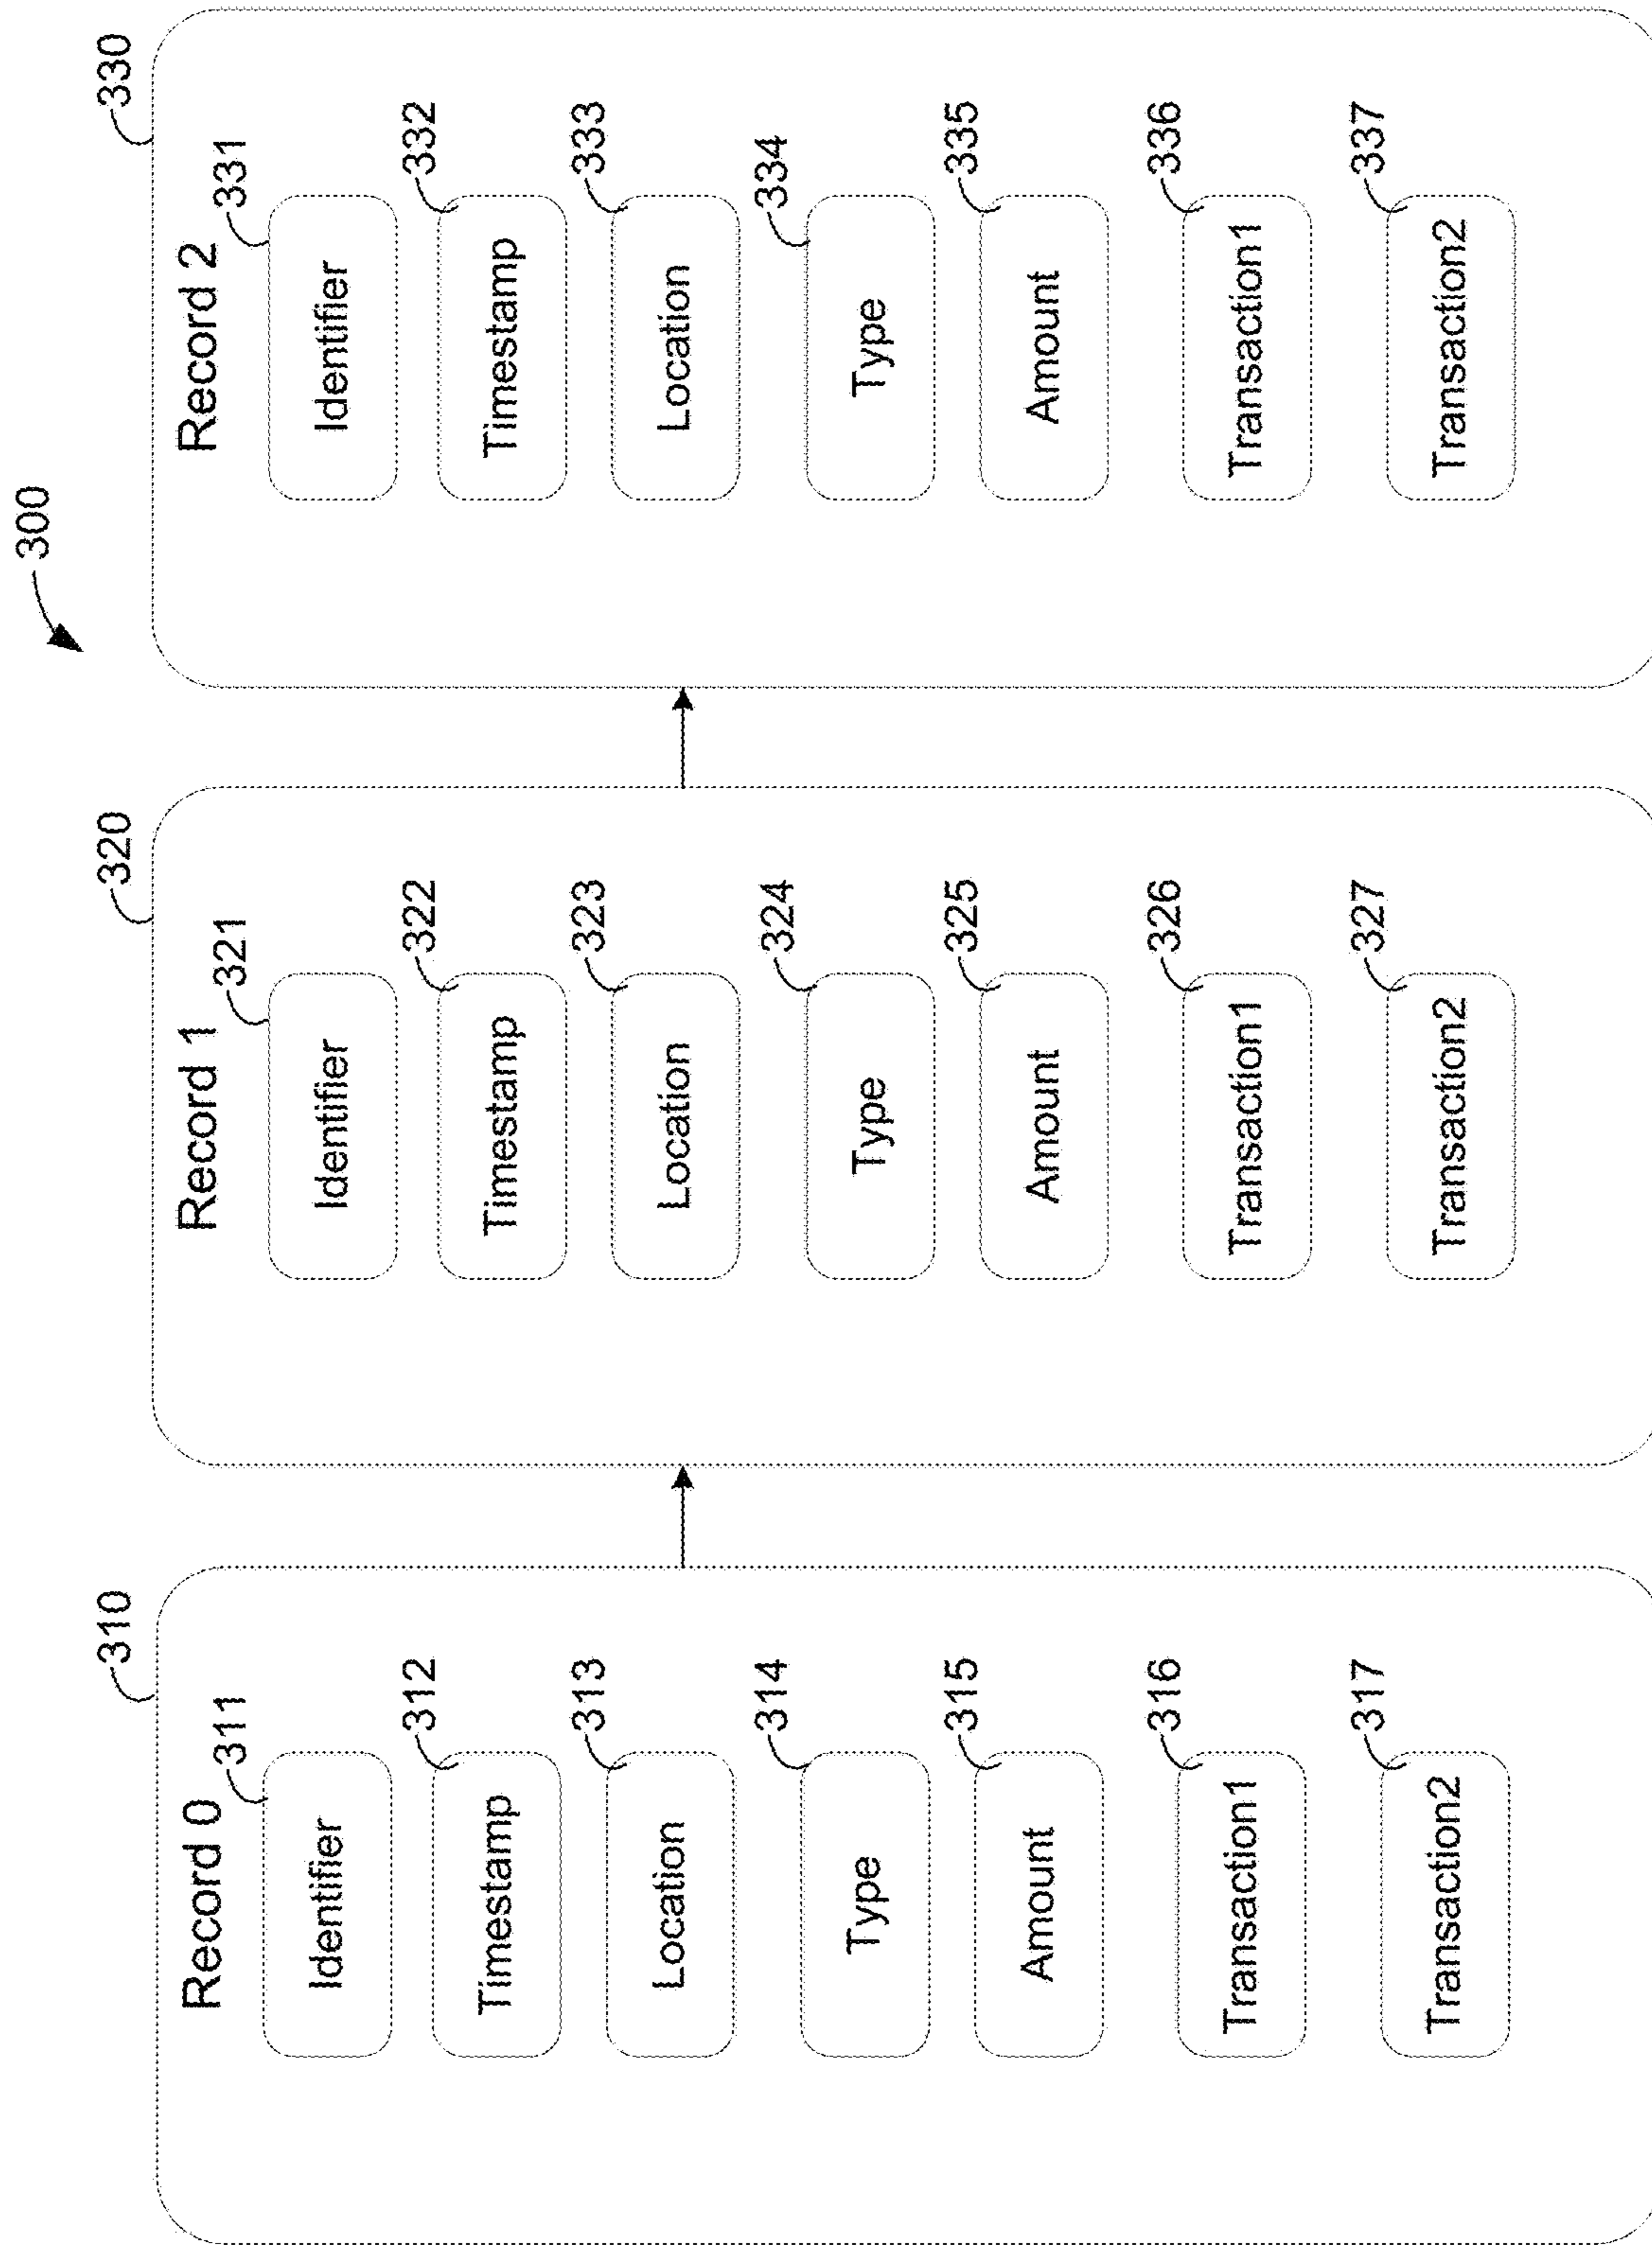 300
310
Record 0
311
Identifier
312
Timestamp
313
Location
314
Type
315
Amount
316
Transaction1
317
Transaction2
320
Record 1
321
Identifier
322
Timestamp
323
Location
324
Type
325
Amount
326
Transaction1
327
Transaction2
330
Record 2
331
Identifier
332
Timestamp
333
Location
334
Type
335
Amount
336
Transaction1
337
Transaction2